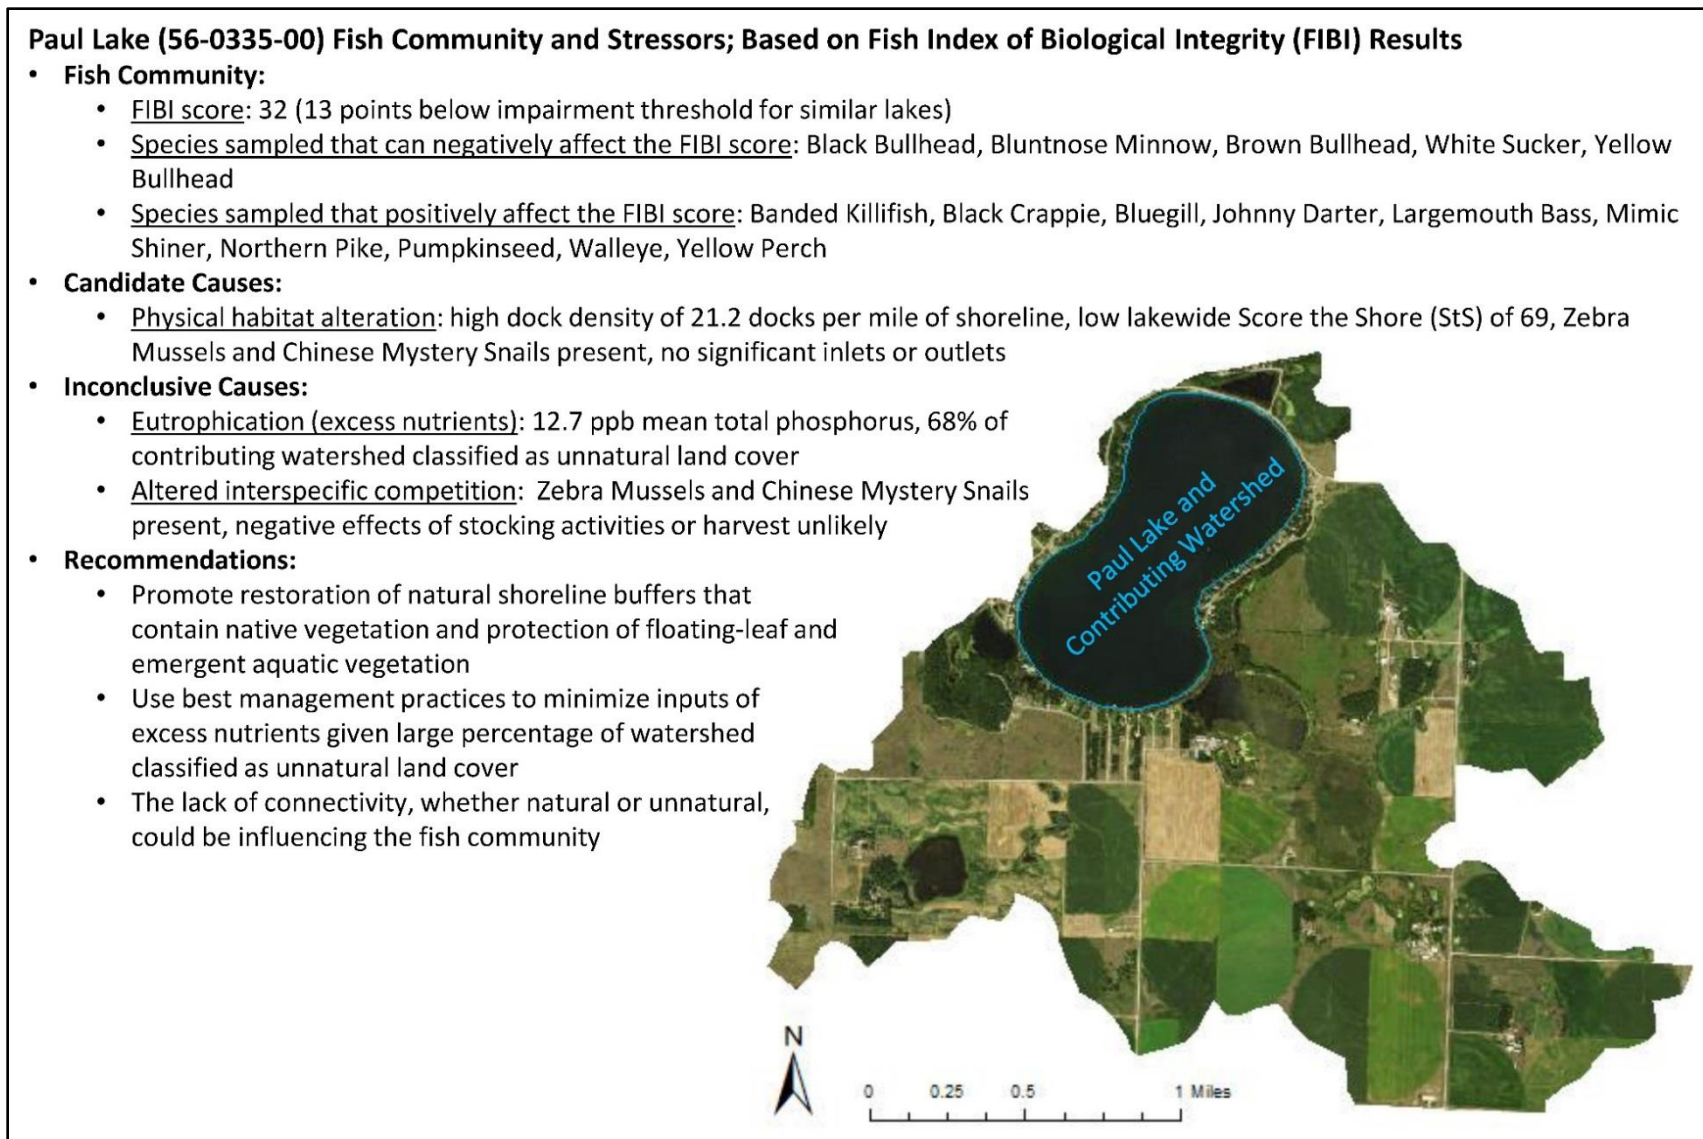 Paul Lake (56-0335-00) Fish Community and Stressors; Based on Fish Index of Biological Integrity (FIBI) Results
• Fish Community:
• FIBI score: 32 (13 points below impairment threshold for similar lakes)
• Species sampled that can negatively affect the FIBI score: Black Bullhead, Bluntnose Minnow, Brown Bullhead, White Sucker, Yellow
Bullhead
• Species sampled that positively affect the FIBI score: Banded Killifish, Black Crappie, Bluegill, Johnny Darter, Largemouth Bass, Mimic
Shiner, Northern Pike, Pumpkinseed, Walleye, Yellow Perch
• Candidate Causes:
• Physical habitat alteration: high dock density of 21.2 docks per mile of shoreline, low lakewide Score the Shore (StS) of 69, Zebra
Mussels and Chinese Mystery Snails present, no significant inlets or outlets
• Inconclusive Causes:
• Eutrophication (excess nutrients): 12.7 ppb mean total phosphorus, 68% of
contributing watershed classified as unnatural land cover
• Altered interspecific competition:  Zebra Mussels and Chinese Mystery Snails
present, negative effects of stocking activities or harvest unlikely
• Recommendations:
• Promote restoration of natural shoreline buffers that
contain native vegetation and protection of floating-leaf and
emergent aquatic vegetation
• Use best management practices to minimize inputs of
excess nutrients given large percentage of watershed
classified as unnatural land cover
• The lack of connectivity, whether natural or unnatural,
could be influencing the fish community
Paul Lake and
Contributing Watershed
N
0 0.25 0.5 1 Miles